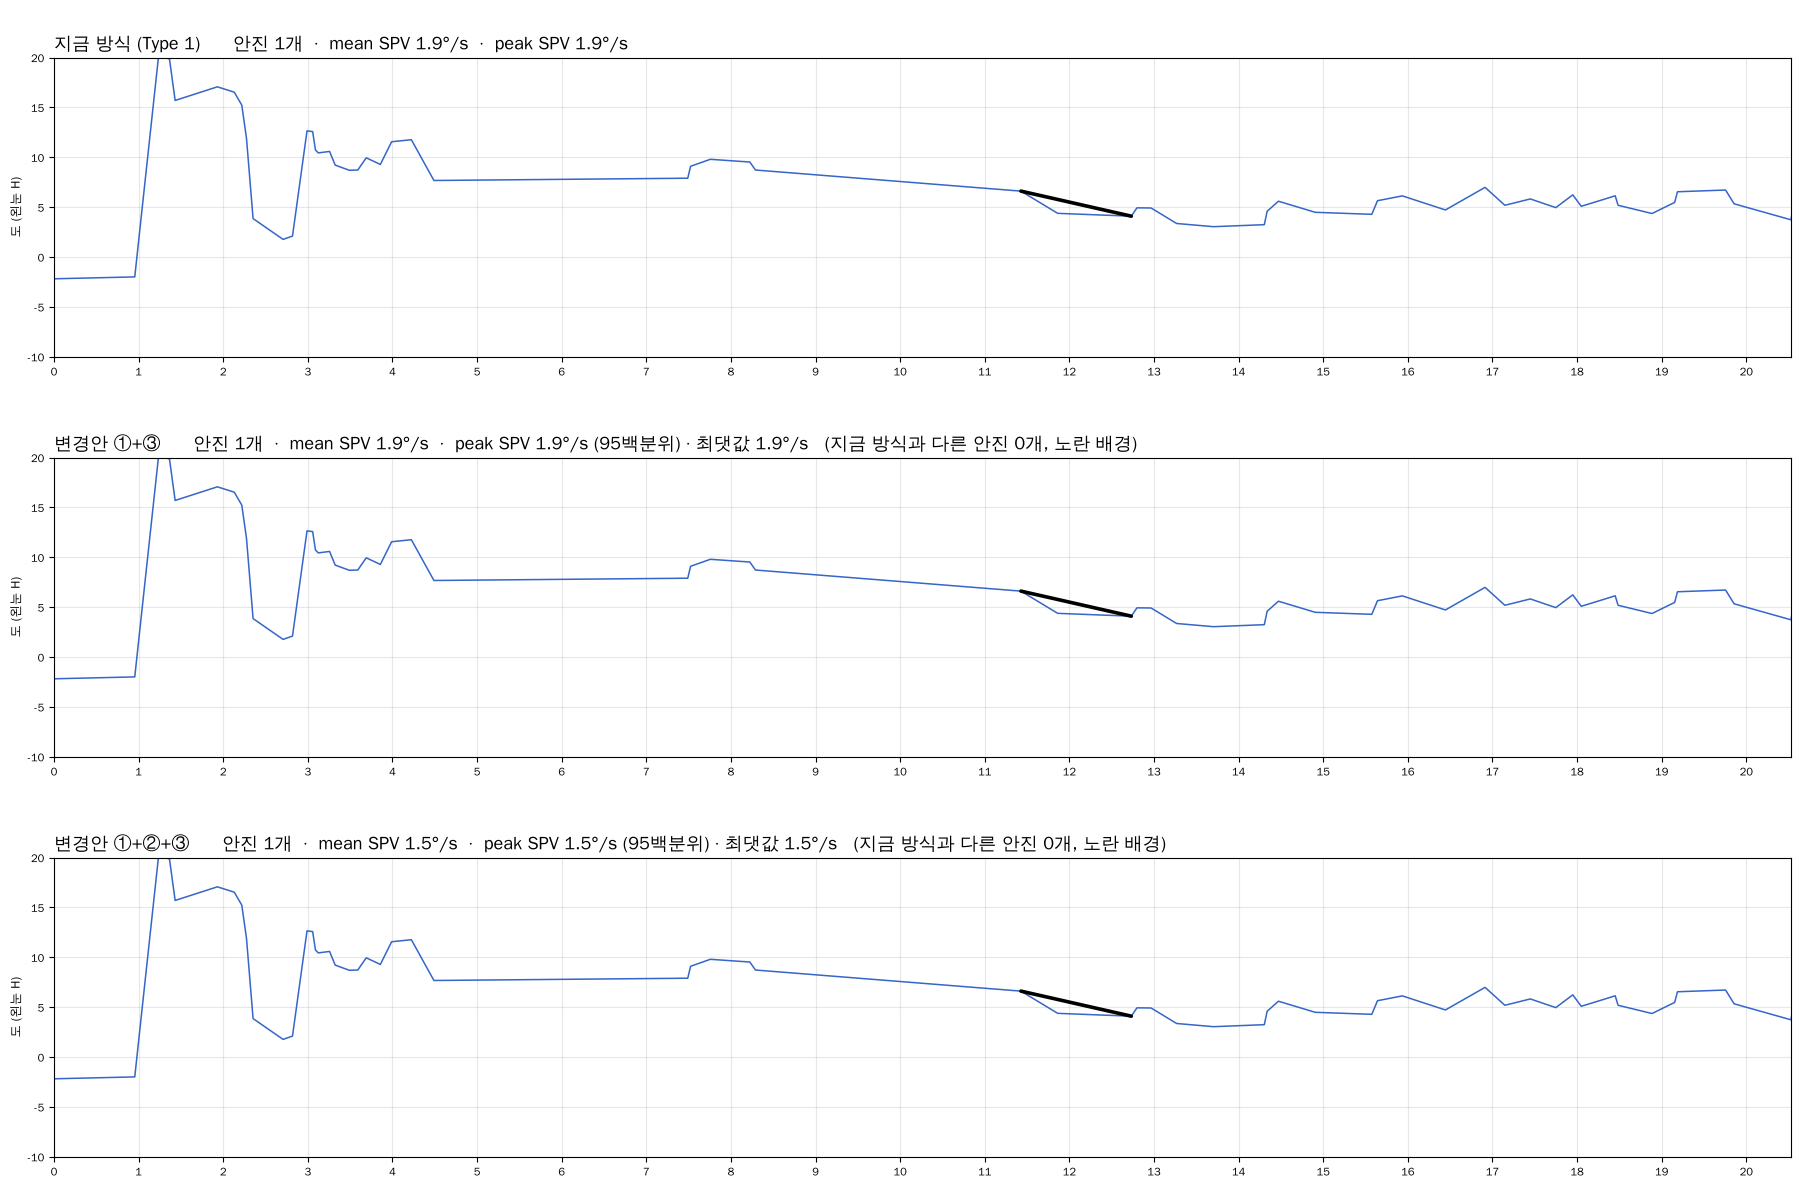 지금 방식 (Type 1)  안진 1개 · mean SPV 1.9°/s · peak SPV 1.9°/s
20
15
10
5
0
-5
-10
도 (왼눈 H)
0 1 2 3 4 5 6 7 8 9 10 11 12 13 14 15 16 17 18 19 20
변경안 ①+③  안진 1개 · mean SPV 1.9°/s · peak SPV 1.9°/s (95백분위) · 최댓값 1.9°/s (지금 방식과 다른 안진 0개, 노란 배경)
20
15
10
5
0
-5
-10
도 (왼눈 H)
0 1 2 3 4 5 6 7 8 9 10 11 12 13 14 15 16 17 18 19 20
변경안 ①+②+③  안진 1개 · mean SPV 1.5°/s · peak SPV 1.5°/s (95백분위) · 최댓값 1.5°/s (지금 방식과 다른 안진 0개, 노란 배경)
20
15
10
5
0
-5
-10
도 (왼눈 H)
0 1 2 3 4 5 6 7 8 9 10 11 12 13 14 15 16 17 18 19 20